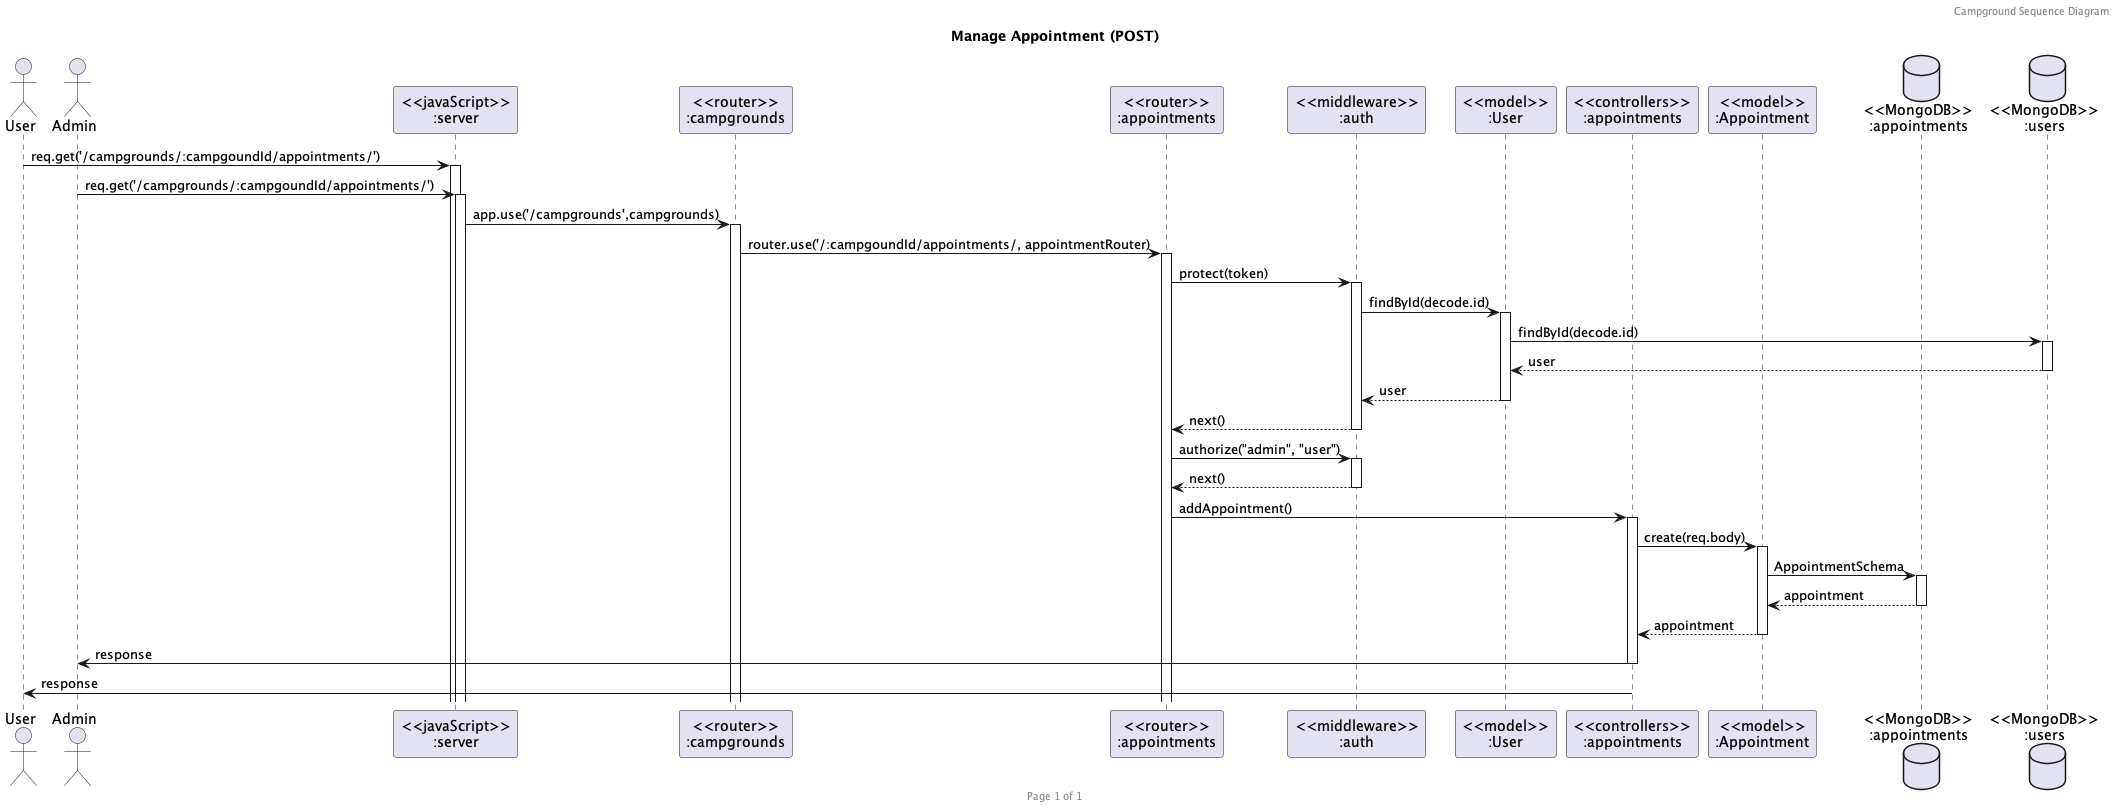 Campground Sequence Diagram
Manage Appointment (POST)
User
Admin
<<javaScript>>
:server
<<router>>
:campgrounds
<<router>>
:appointments
<<middleware>>
:auth
<<model>>
:User
<<controllers>>
:appointments
<<model>>
:Appointment
<<MongoDB>>
:appointments
<<MongoDB>>
:users
req.get('/campgrounds/:campgoundId/appointments/')
req.get('/campgrounds/:campgoundId/appointments/')
app.use('/campgrounds',campgrounds)
router.use('/:campgoundId/appointments/, appointmentRouter)
protect(token)
findById(decode.id)
findById(decode.id)
user
user
next()
authorize("admin", "user")
next()
addAppointment()
create(req.body)
AppointmentSchema
appointment
appointment
response
response
User
Admin
<<javaScript>>
:server
<<router>>
:campgrounds
<<router>>
:appointments
<<middleware>>
:auth
<<model>>
:User
<<controllers>>
:appointments
<<model>>
:Appointment
<<MongoDB>>
:appointments
<<MongoDB>>
:users
Page 1 of 1